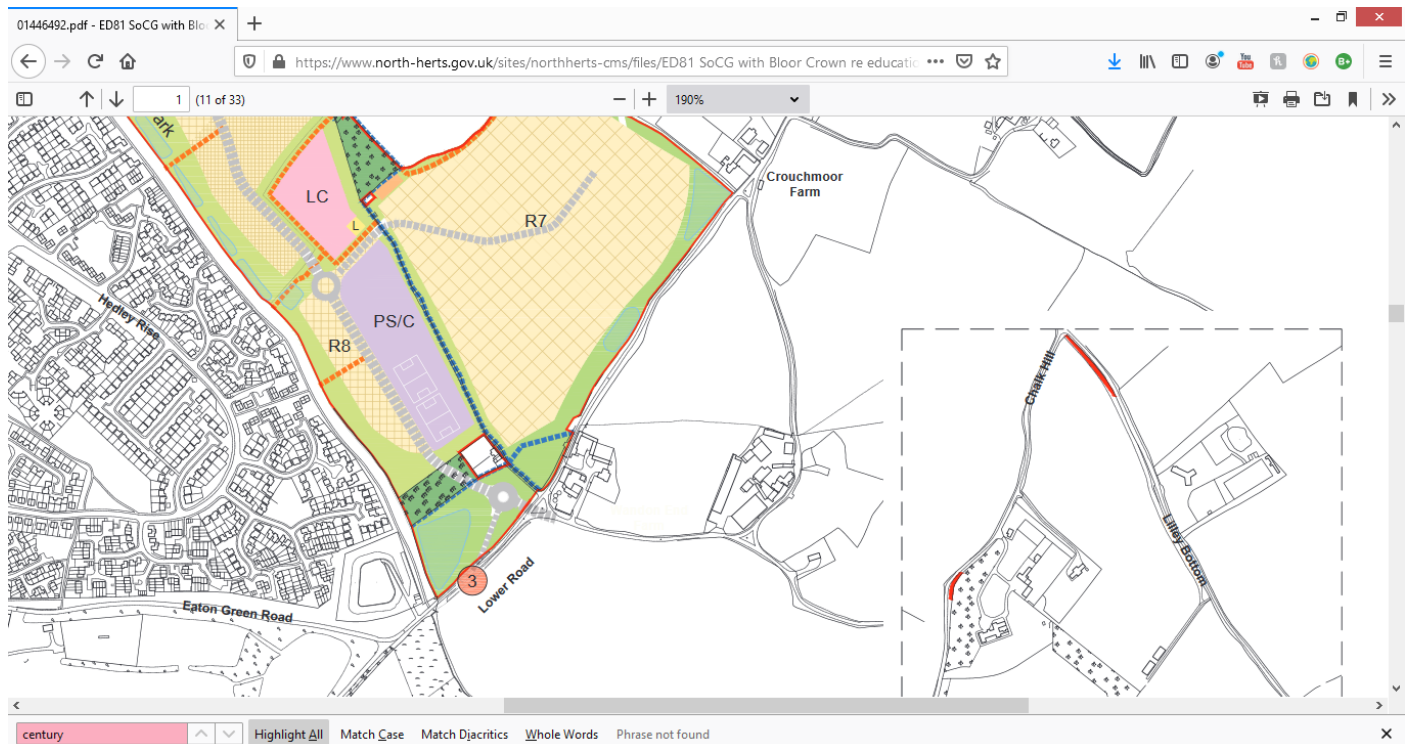 01446492.pdf - ED81 SoCG with Bloo
https://www.north-herts.gov.uk/sites/northherts-cms/files/ED81 SoCG with Bloor Crown re educatio
1 (11 of 33)
190%
ark
Crouchmoor
Farm
LC
L
R7
Hedley Rise
PS/C
R8
Chalk Hill
Lilley Bottom
3
Lower Road
Eaton Green Road
century
Highlight All Match Case Match Diacritics Whole Words Phrase not found